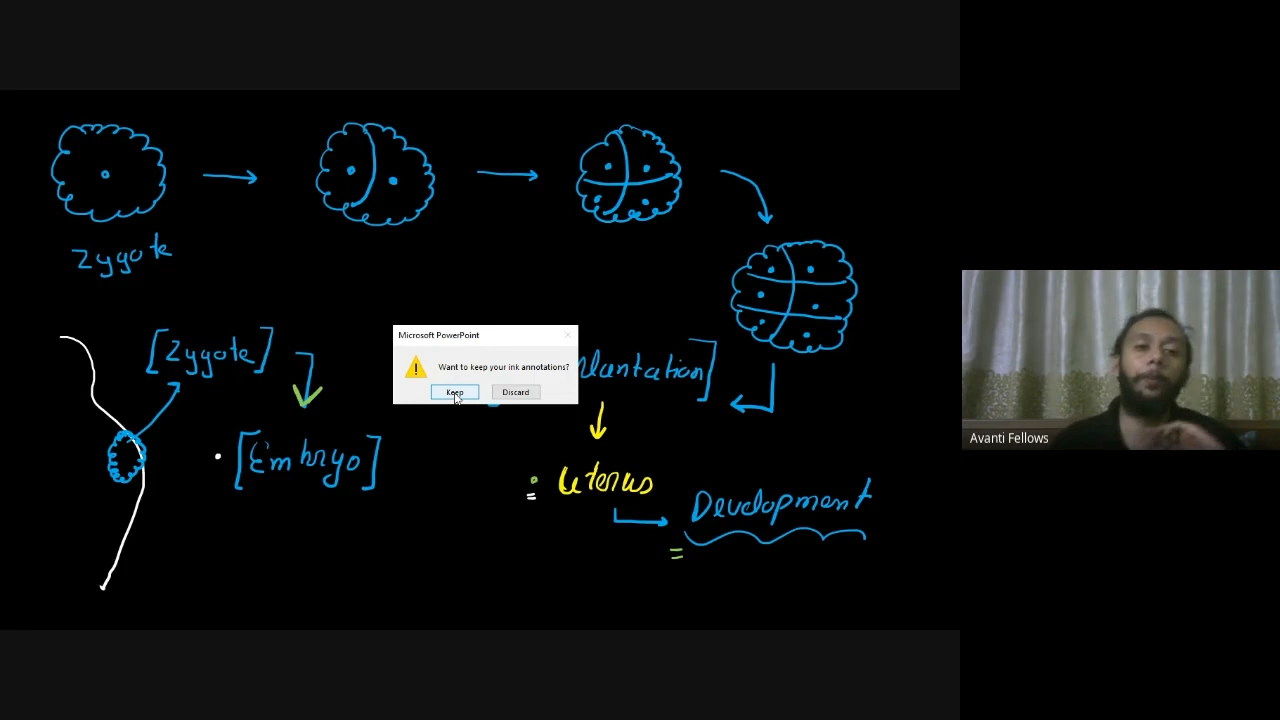 zygote
[Zygote]
Microsoft PowerPoint
Want to keep your ink annotations?
Keep
Discard
lantation]
[Embryo]
Uterus
Development
Avanti Fellows